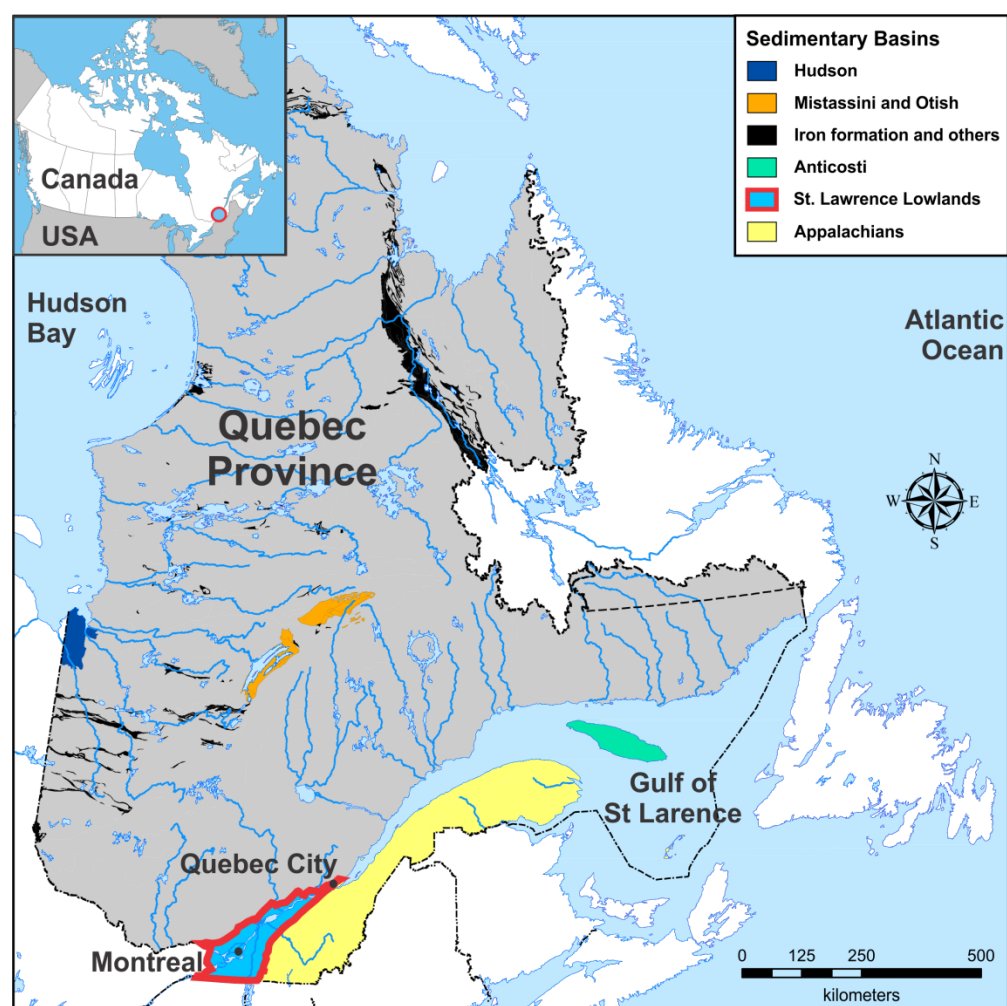 Canada
USA
Sedimentary Basins
Hudson
Mistassini and Otish
Iron formation and others
Anticosti
St. Lawrence Lowlands
Appalachians
Hudson
Bay
Atlantic
Ocean
Quebec
Province
N
W
E
S
Gulf of
St Larence
Quebec City
Montreal
0 125 250 500
kilometers